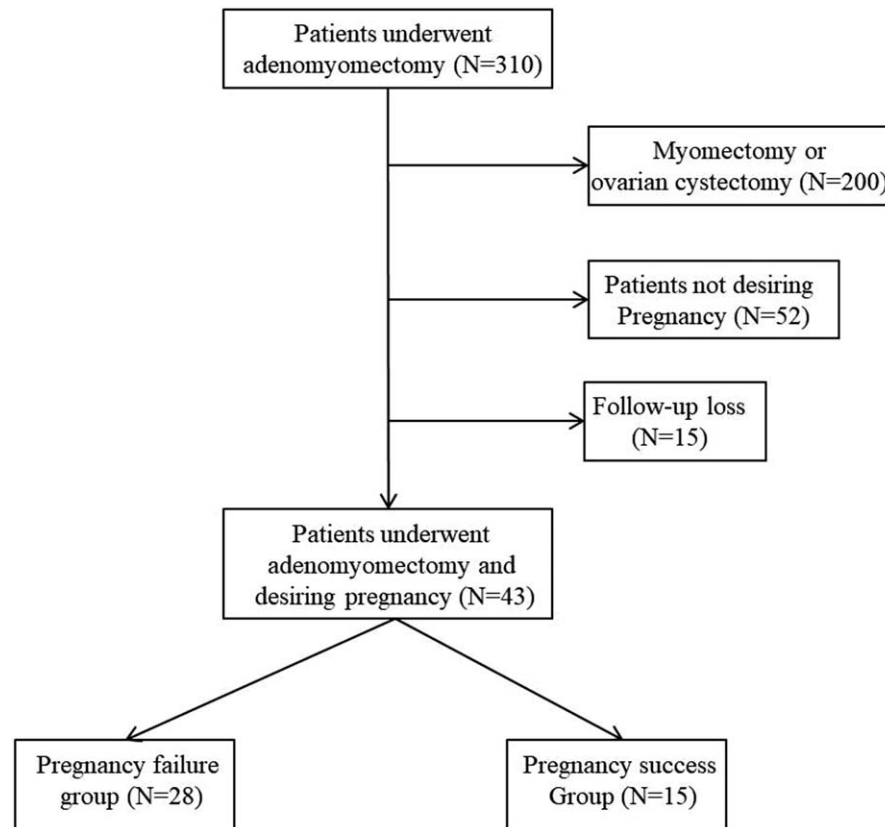 Patients underwent
adenomyomectomy (N=310)
Myomectomy or
ovarian cystectomy (N=200)
Patients not desiring
Pregnancy (N=52)
Follow-up loss
(N=15)
Patients underwent
adenomyomectomy and
desiring pregnancy (N=43)
Pregnancy failure
group (N=28)
Pregnancy success
Group (N=15)